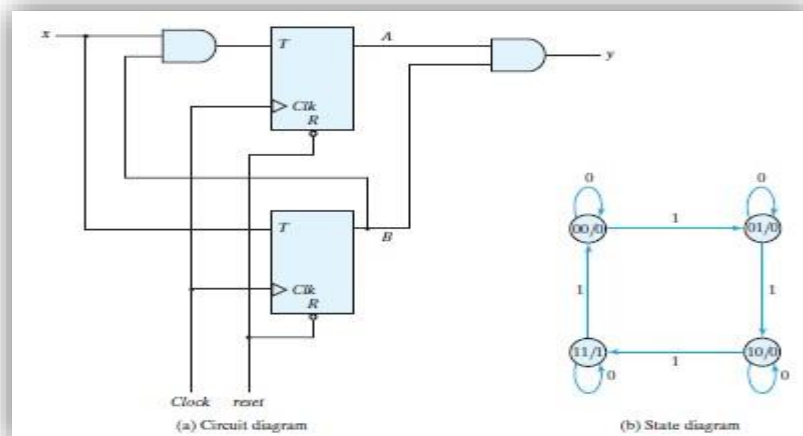 x
T
A
y
Clk
R
T
B
Clk
R
Clock reset
(a) Circuit diagram
0 0
00/0 1 01/0
1 1
11/1 1 10/0
0 0
(b) State diagram